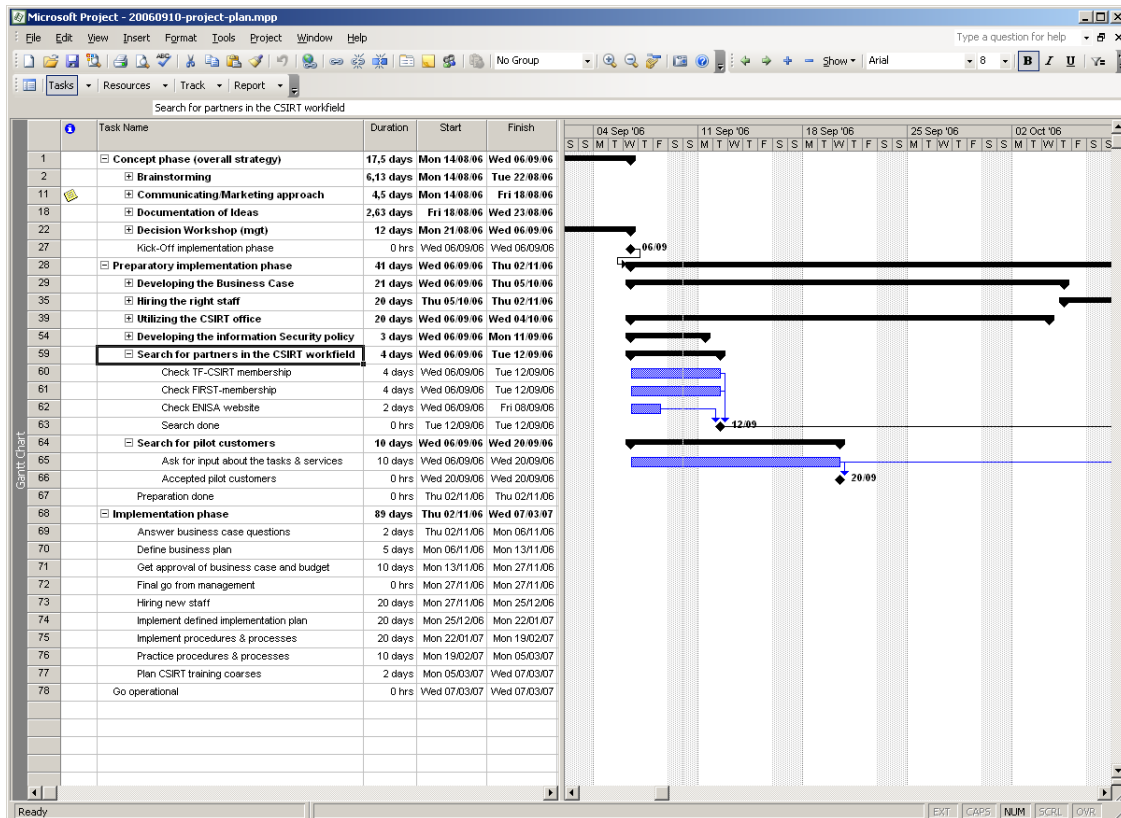 Microsoft Project - 20060910-project-plan.mpp
File Edit View Insert Format Tools Project Window Help Type a question for help
No Group Show Arial 8 B I U
Tasks Resources Track Report
Search for partners in the CSIRT workfield
Task Name Duration Start Finish 04 Sep '06 11 Sep '06 18 Sep '06 25 Sep '06 02 Oct '06
S S M T W T F S S M T W T F S S M T W T F S S M T W T F S S M T W T F S S
1 Concept phase (overall strategy) 17,5 days Mon 14/08/06 Wed 06/09/06
2 Brainstorming 6,13 days Mon 14/08/06 Tue 22/08/06
11 Communicating/Marketing approach 4,5 days Mon 14/08/06 Fri 18/08/06
18 Documentation of Ideas 2,63 days Fri 18/08/06 Wed 23/08/06
22 Decision Workshop (mgt) 12 days Mon 21/08/06 Wed 06/09/06
27 Kick-Off implementation phase 0 hrs Wed 06/09/06 Wed 06/09/06 06/09
28 Preparatory implementation phase 41 days Wed 06/09/06 Thu 02/11/06
29 Developing the Business Case 21 days Wed 06/09/06 Thu 05/10/06
35 Hiring the right staff 20 days Thu 05/10/06 Thu 02/11/06
39 Utilizing the CSIRT office 20 days Wed 06/09/06 Wed 04/10/06
54 Developing the information Security policy 3 days Wed 06/09/06 Mon 11/09/06
59 Search for partners in the CSIRT workfield 4 days Wed 06/09/06 Tue 12/09/06
60 Check TF-CSIRT membership 4 days Wed 06/09/06 Tue 12/09/06
61 Check FIRST-membership 4 days Wed 06/09/06 Tue 12/09/06
62 Check ENISA website 2 days Wed 06/09/06 Fri 08/09/06
63 Search done 0 hrs Tue 12/09/06 Tue 12/09/06 12/09
64 Search for pilot customers 10 days Wed 06/09/06 Wed 20/09/06
65 Ask for input about the tasks & services 10 days Wed 06/09/06 Wed 20/09/06
66 Accepted pilot customers 0 hrs Wed 20/09/06 Wed 20/09/06 20/09
67 Preparation done 0 hrs Thu 02/11/06 Thu 02/11/06
68 Implementation phase 89 days Thu 02/11/06 Wed 07/03/07
69 Answer business case questions 2 days Thu 02/11/06 Mon 06/11/06
70 Define business plan 5 days Mon 06/11/06 Mon 13/11/06
71 Get approval of business case and budget 10 days Mon 13/11/06 Mon 27/11/06
72 Final go from management 0 hrs Mon 27/11/06 Mon 27/11/06
73 Hiring new staff 20 days Mon 27/11/06 Mon 25/12/06
74 Implement defined implementation plan 20 days Mon 25/12/06 Mon 22/01/07
75 Implement procedures & processes 20 days Mon 22/01/07 Mon 19/02/07
76 Practice procedures & processes 10 days Mon 19/02/07 Mon 05/03/07
77 Plan CSIRT training coarses 2 days Mon 05/03/07 Wed 07/03/07
78 Go operational 0 hrs Wed 07/03/07 Wed 07/03/07
Gantt Chart
Ready EXT CAPS NUM SCRL OVR